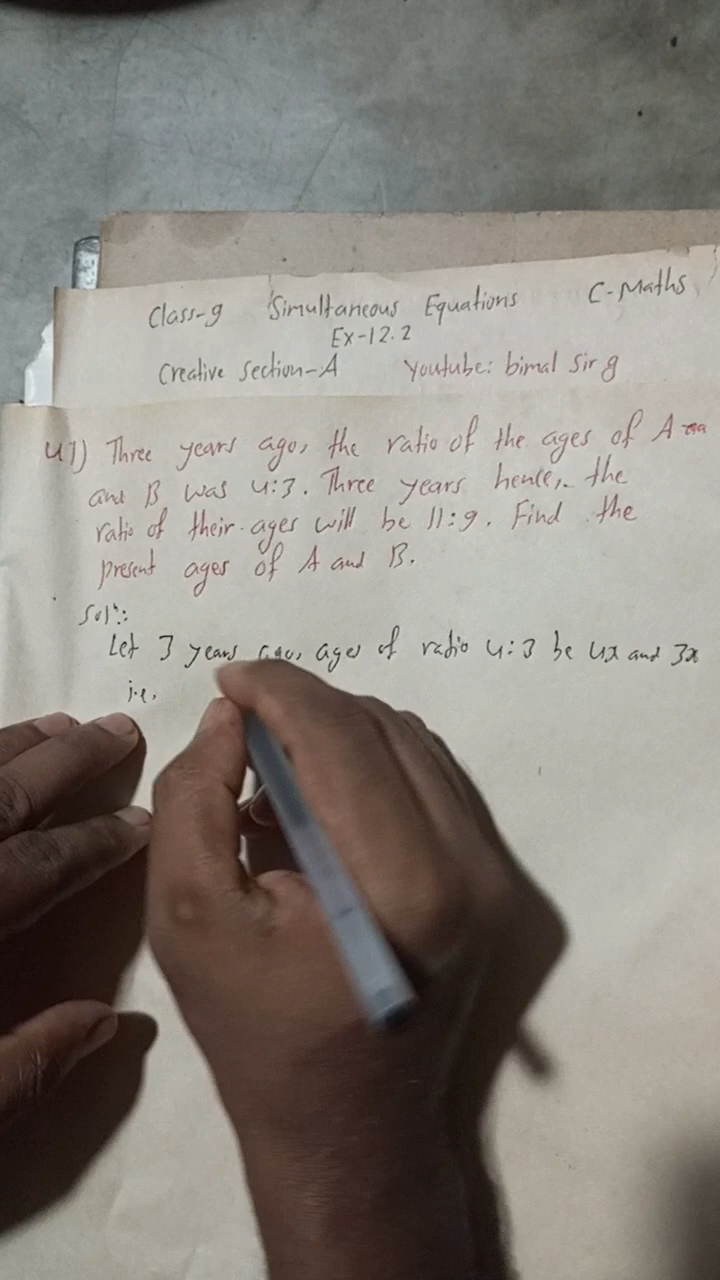 Class-9 Simultaneous Equations C-Maths
Ex-12.2
Creative Section-A Youtube: bimal Sir 9
Three years ago, the ratio of the ages of A
and B was 4:3. Three years hence, the
ratio of their ages will be 11:9. Find the
present ages of A and B.
Solⁿ:
Let 3 years ago, ages of ratio 4:3 be 4x and 3x
i.e.